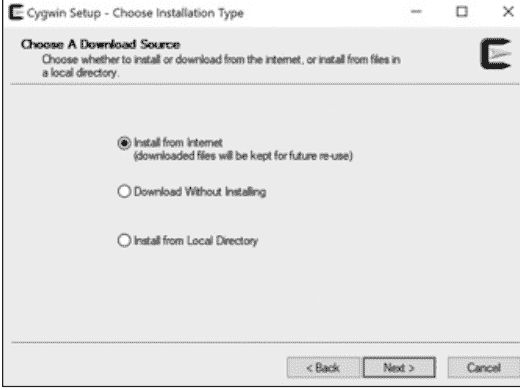 Cygwin Setup - Choose Installation Type
Choose A Download Source
Choose whether to install or download from the internet, or install from files in
a local directory.
Install from Internet
(downloaded files will be kept for future re-use)
Download Without Installing
Install from Local Directory
< Back
Next >
Cancel